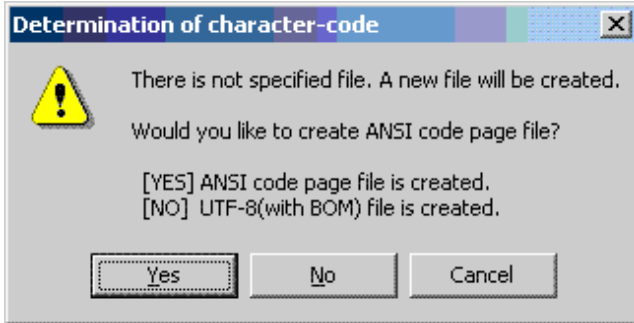 Determination of character-code
There is not specified file. A new file will be created.
Would you like to create ANSI code page file?
[YES] ANSI code page file is created.
[NO] UTF-8(with BOM) file is created.
Yes No Cancel